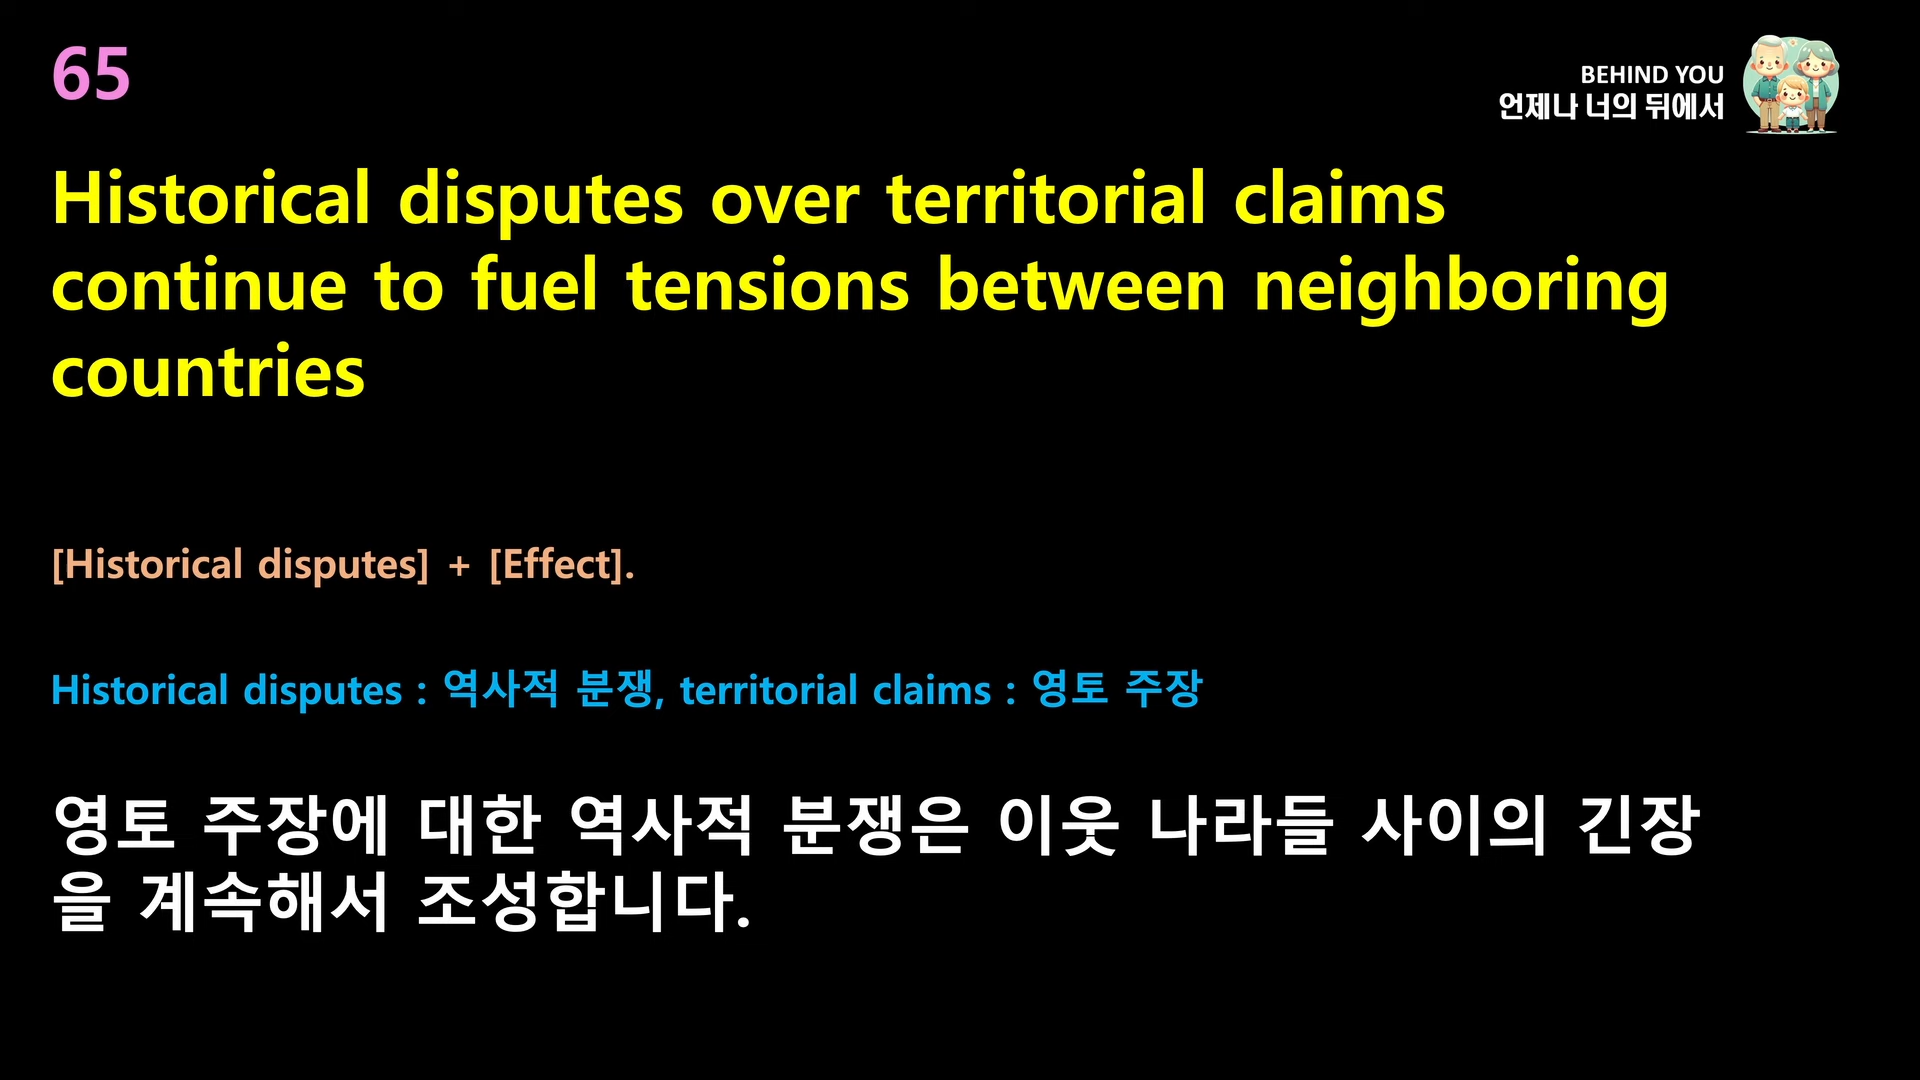 65
BEHIND YOU
언제나 너의 뒤에서
Historical disputes over territorial claims
continue to fuel tensions between neighboring
countries
[Historical disputes] + [Effect].
Historical disputes : 역사적 분쟁, territorial claims : 영토 주장
영토 주장에 대한 역사적 분쟁은 이웃 나라들 사이의 긴장
을 계속해서 조성합니다.